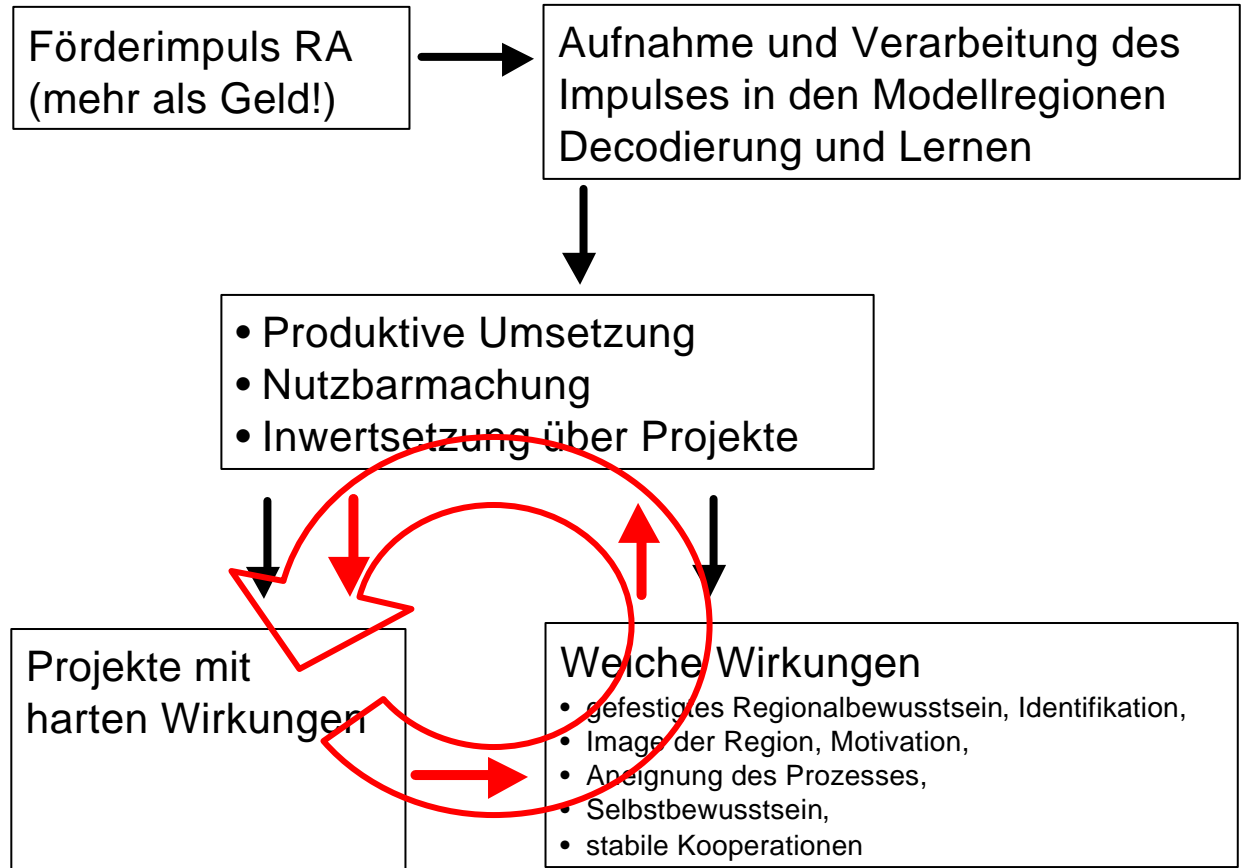 Förderimpuls RA
(mehr als Geld!)
Aufnahme und Verarbeitung des
Impulses in den Modellregionen
Decodierung und Lernen
• Produktive Umsetzung
• Nutzbarmachung
• Inwertsetzung über Projekte
Projekte mit
harten Wirkungen
Weiche Wirkungen
• gefestigtes Regionalbewusstsein, Identifikation,
• Image der Region, Motivation,
• Aneignung des Prozesses,
• Selbstbewusstsein,
• stabile Kooperationen